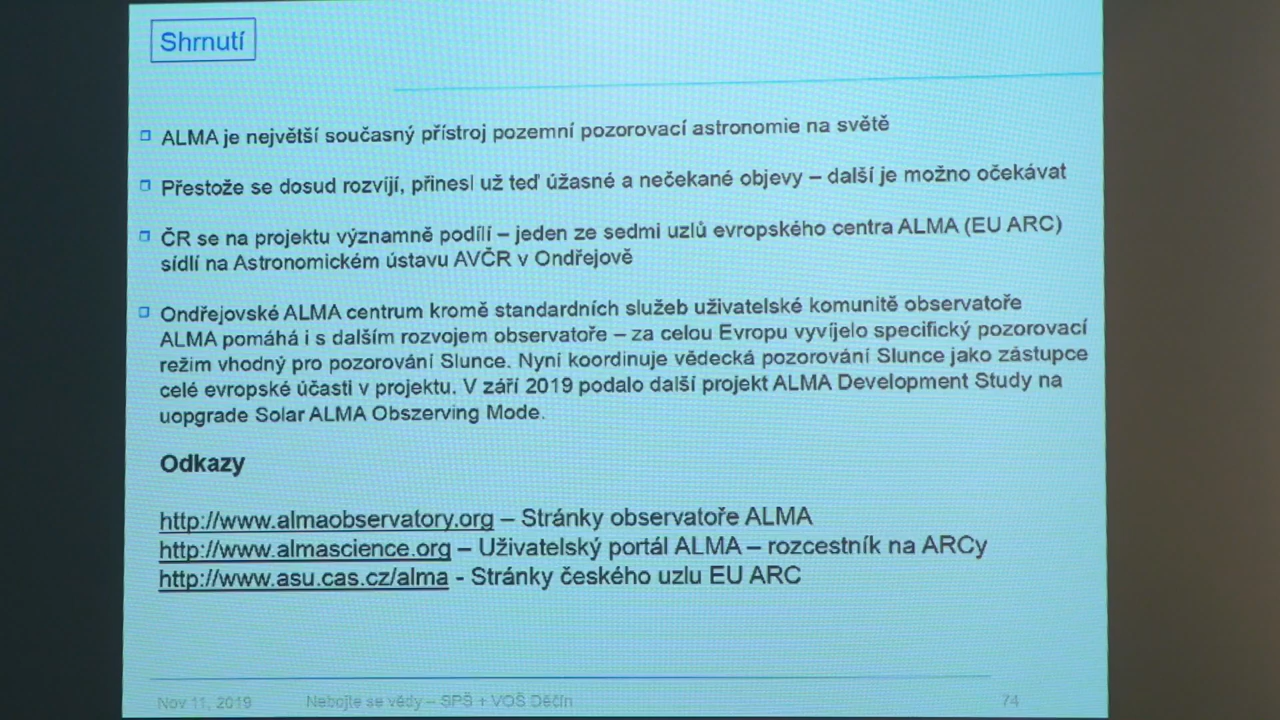 Shrnutí
ALMA je největší současný přístroj pozemní pozorovací astronomie na světě
Přestože se dosud rozvíjí, přinesl už teď úžasné a nečekané objevy – další je možno očekávat
ČR se na projektu významně podílí – jeden ze sedmi uzlů evropského centra ALMA (EU ARC)
sídlí na Astronomickém ústavu AVČR v Ondřejově
Ondřejovské ALMA centrum kromě standardních služeb uživatelské komunitě observatoře
ALMA pomáhá i s dalším rozvojem observatoře – za celou Evropu vyvíjelo specifický pozorovací
režim vhodný pro pozorování Slunce. Nyní koordinuje vědecká pozorování Slunce jako zástupce
celé evropské účasti v projektu. V září 2019 podalo další projekt ALMA Development Study na
uopgrade Solar ALMA Obszerving Mode.
Odkazy
http://www.almaobservatory.org – Stránky observatoře ALMA
http://www.almascience.org – Uživatelský portál ALMA – rozcestník na ARCy
http://www.asu.cas.cz/alma - Stránky českého uzlu EU ARC
Nov 11, 2019 Nebojte se vědy – SPŠ + VOŠ Děčín 74